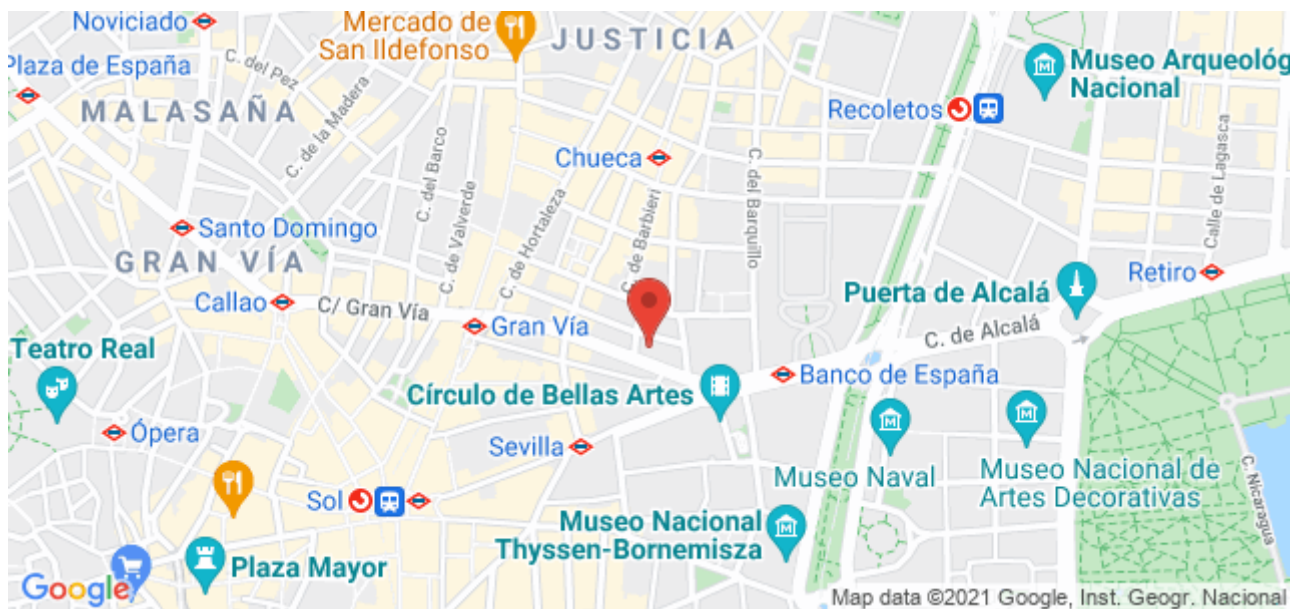 Noviciado
Mercado de
San Ildefonso
JUSTICIA
Museo Arqueológ
Nacional
Plaza de España
C. del Pez
MALASAÑA
C. de la Madera
Recoletos
C. del Barco
Chueca
C. del Barquillo
Calle de Lagasca
Santo Domingo
C. de Valverde
C. de Hortaleza
C. de Barbieri
GRAN VÍA
Retiro
Callao
C/ Gran Vía
Gran Vía
Puerta de Alcalá
C. de Alcalá
Teatro Real
Círculo de Bellas Artes
Banco de España
Ópera
Sevilla
Museo Naval
Museo Nacional de
Artes Decorativas
C. Nicaragua
Sol
Museo Nacional
Thyssen-Bornemisza
Plaza Mayor
Google
Map data ©2021 Google, Inst. Geogr. Nacional